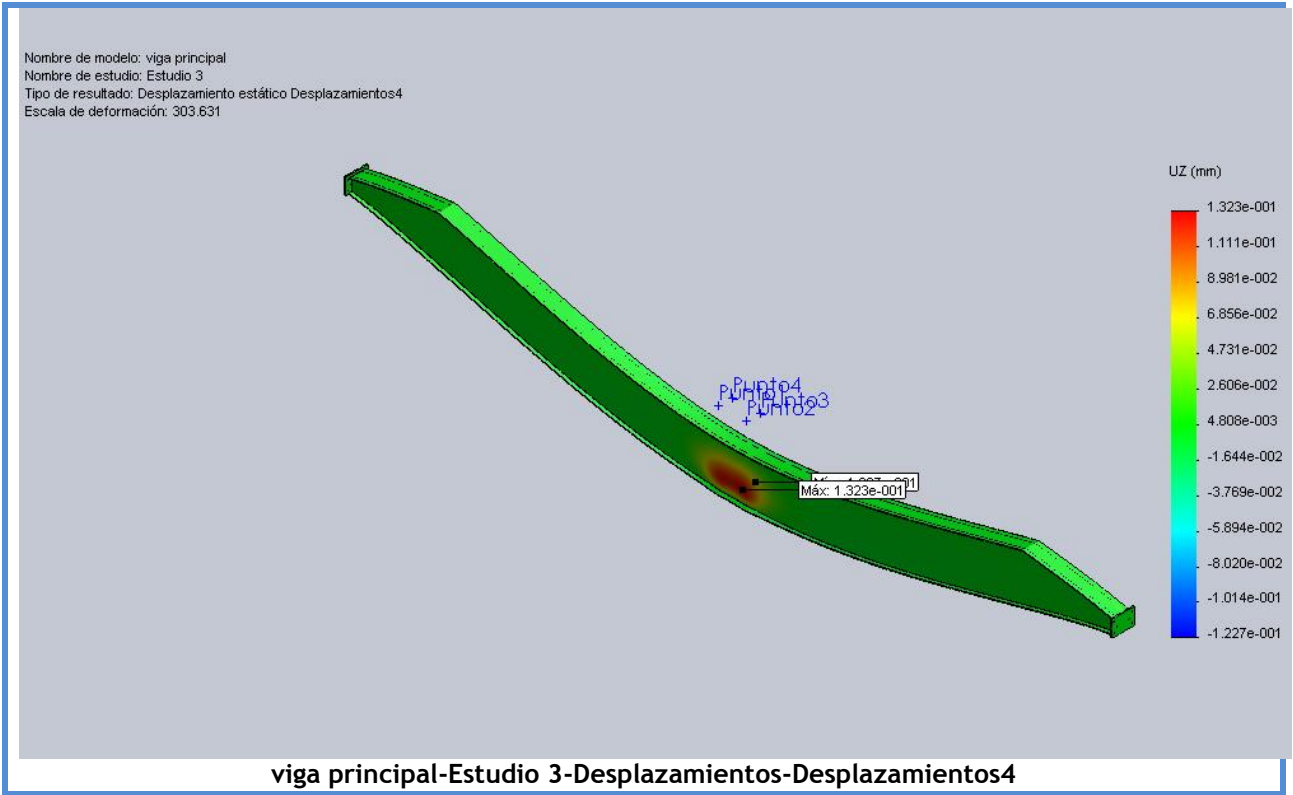 Nombre de modelo: viga principal
Nombre de estudio: Estudio 3
Tipo de resultado: Desplazamiento estático Desplazamientos4
Escala de deformación: 303.631
UZ (mm)
1.323e-001
1.111e-001
8.981e-002
6.856e-002
4.731e-002
2.606e-002
4.808e-003
-1.644e-002
-3.769e-002
-5.894e-002
-8.020e-002
-1.014e-001
-1.227e-001
Punto4
Punto3
Punto2
Máx: 1.323e-001
viga principal-Estudio 3-Desplazamientos-Desplazamientos4